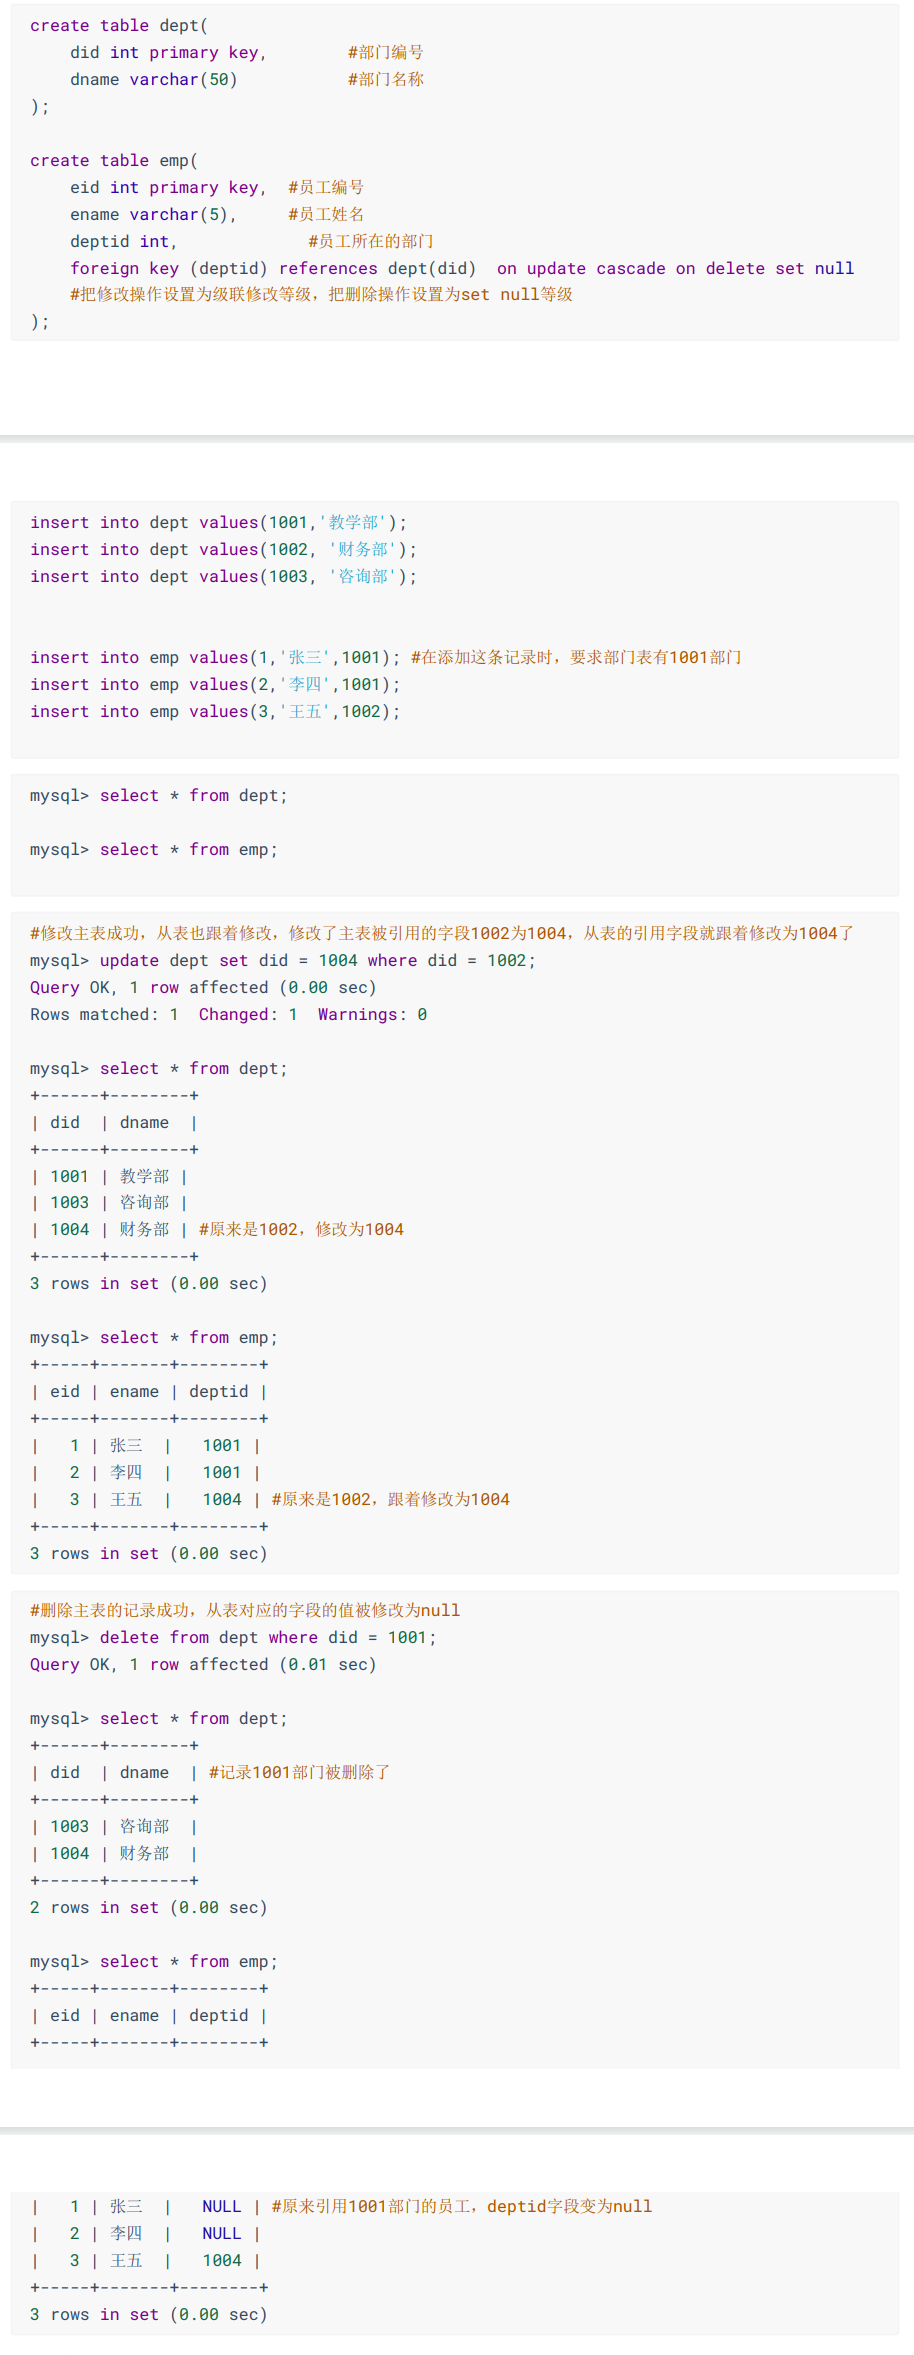 create table dept(
    did int primary key,        #部门编号
    dname varchar(50)           #部门名称
);
create table emp(
    eid int primary key,  #员工编号
    ename varchar(5),     #员工姓名
    deptid int,             #员工所在的部门
    foreign key (deptid) references dept(did)  on update cascade on delete set null
    #把修改操作设置为级联修改等级，把删除操作设置为set null等级
);
insert into dept values(1001,'教学部');
insert into dept values(1002, '财务部');
insert into dept values(1003, '咨询部');
insert into emp values(1,'张三',1001); #在添加这条记录时，要求部门表有1001部门
insert into emp values(2,'李四',1001);
insert into emp values(3,'王五',1002);
mysql> select * from dept;
mysql> select * from emp;
#修改主表成功，从表也跟着修改，修改了主表被引用的字段1002为1004，从表的引用字段就跟着修改为1004了
mysql> update dept set did = 1004 where did = 1002;
Query OK, 1 row affected (0.00 sec)
Rows matched: 1  Changed: 1  Warnings: 0
mysql> select * from dept;
+------+--------+
| did  | dname  |
+------+--------+
| 1001 | 教学部 |
| 1003 | 咨询部 |
| 1004 | 财务部 | #原来是1002，修改为1004
+------+--------+
3 rows in set (0.00 sec)
mysql> select * from emp;
+-----+-------+--------+
| eid | ename | deptid |
+-----+-------+--------+
|   1 | 张三  |   1001 |
|   2 | 李四  |   1001 |
|   3 | 王五  |   1004 | #原来是1002，跟着修改为1004
+-----+-------+--------+
3 rows in set (0.00 sec)
#删除主表的记录成功，从表对应的字段的值被修改为null
mysql> delete from dept where did = 1001;
Query OK, 1 row affected (0.01 sec)
mysql> select * from dept;
+------+--------+
| did  | dname  | #记录1001部门被删除了
+------+--------+
| 1003 | 咨询部  |
| 1004 | 财务部  |
+------+--------+
2 rows in set (0.00 sec)
mysql> select * from emp;
+-----+-------+--------+
| eid | ename | deptid |
+-----+-------+--------+
|   1 | 张三  |   NULL | #原来引用1001部门的员工，deptid字段变为null
|   2 | 李四  |   NULL |
|   3 | 王五  |   1004 |
+-----+-------+--------+
3 rows in set (0.00 sec)